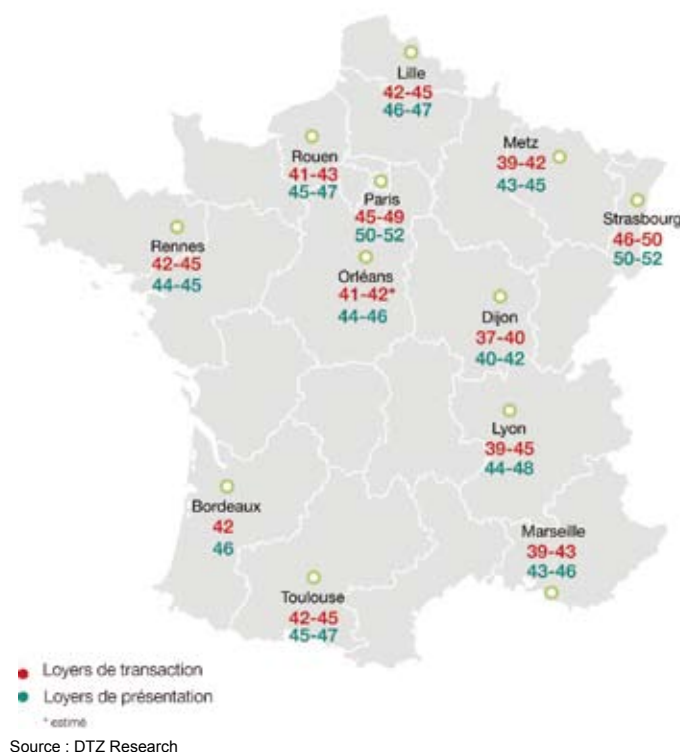 Lille
42-45
46-47
Metz
39-42
43-45
Rouen
41-43
45-47
Paris
45-49
50-52
Strasbourg
46-50
50-52
Rennes
42-45
44-45
Orléans
41-42*
44-46
Dijon
37-40
40-42
Lyon
39-45
44-48
Bordeaux
42
46
Marseille
39-43
43-46
Toulouse
42-45
45-47
Loyers de transaction
Loyers de présentation
* estimé
Source : DTZ Research